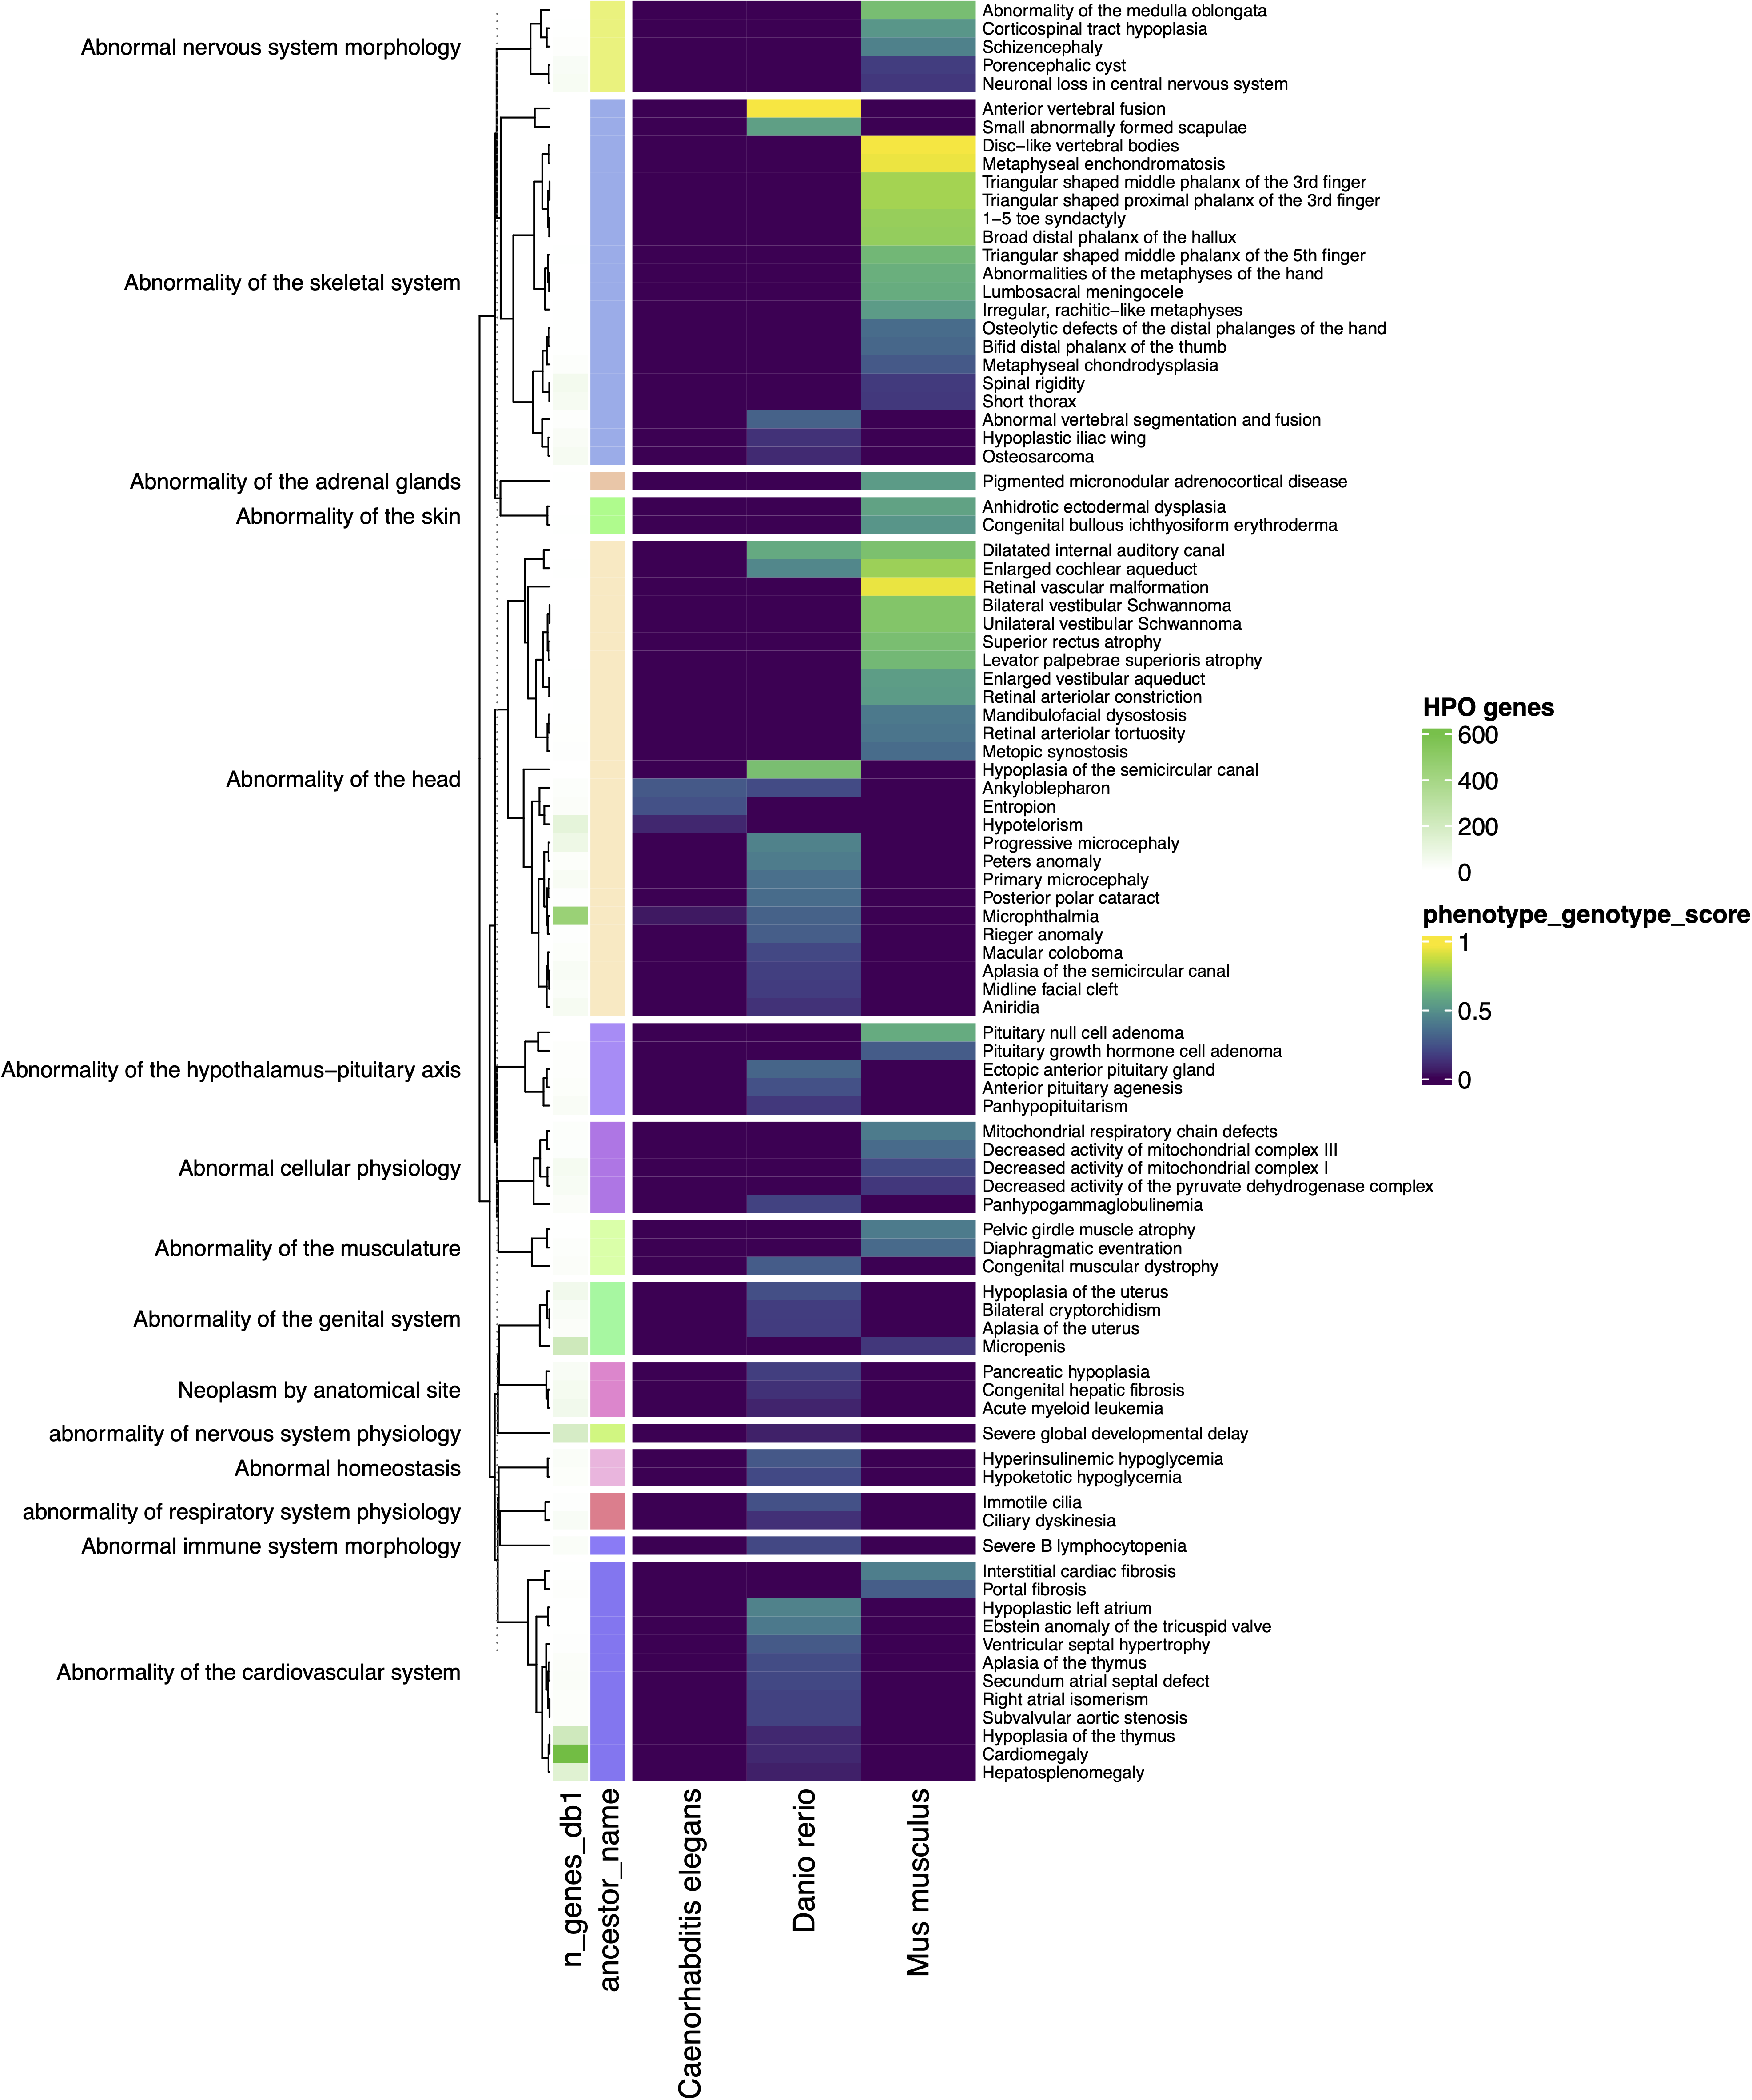 Abnormal nervous system morphology
Abnormality of the medulla oblongata
Corticospinal tract hypoplasia
Schizencephaly
Porencephalic cyst
Neuronal loss in central nervous system
Abnormality of the skeletal system
Anterior vertebral fusion
Small abnormally formed scapulae
Disc−like vertebral bodies
Metaphyseal enchondromatosis
Triangular shaped middle phalanx of the 3rd finger
Triangular shaped proximal phalanx of the 3rd finger
1−5 toe syndactyly
Broad distal phalanx of the hallux
Triangular shaped middle phalanx of the 5th finger
Abnormalities of the metaphyses of the hand
Lumbosacral meningocele
Irregular, rachitic−like metaphyses
Osteolytic defects of the distal phalanges of the hand
Bifid distal phalanx of the thumb
Metaphyseal chondrodysplasia
Spinal rigidity
Short thorax
Abnormal vertebral segmentation and fusion
Hypoplastic iliac wing
Osteosarcoma
Abnormality of the adrenal glands
Pigmented micronodular adrenocortical disease
Abnormality of the skin
Anhidrotic ectodermal dysplasia
Congenital bullous ichthyosiform erythroderma
Abnormality of the head
Dilatated internal auditory canal
Enlarged cochlear aqueduct
Retinal vascular malformation
Bilateral vestibular Schwannoma
Unilateral vestibular Schwannoma
Superior rectus atrophy
Levator palpebrae superioris atrophy
Enlarged vestibular aqueduct
Retinal arteriolar constriction
Mandibulofacial dysostosis
Retinal arteriolar tortuosity
Metopic synostosis
Hypoplasia of the semicircular canal
Ankyloblepharon
Entropion
Hypotelorism
Progressive microcephaly
Peters anomaly
Primary microcephaly
Posterior polar cataract
Microphthalmia
Rieger anomaly
Macular coloboma
Aplasia of the semicircular canal
Midline facial cleft
Aniridia
Abnormality of the hypothalamus−pituitary axis
Pituitary null cell adenoma
Pituitary growth hormone cell adenoma
Ectopic anterior pituitary gland
Anterior pituitary agenesis
Panhypopituitarism
Abnormal cellular physiology
Mitochondrial respiratory chain defects
Decreased activity of mitochondrial complex III
Decreased activity of mitochondrial complex I
Decreased activity of the pyruvate dehydrogenase complex
Panhypogammaglobulinemia
Abnormality of the musculature
Pelvic girdle muscle atrophy
Diaphragmatic eventration
Congenital muscular dystrophy
Abnormality of the genital system
Hypoplasia of the uterus
Bilateral cryptorchidism
Aplasia of the uterus
Micropenis
Neoplasm by anatomical site
Pancreatic hypoplasia
Congenital hepatic fibrosis
Acute myeloid leukemia
abnormality of nervous system physiology
Severe global developmental delay
Abnormal homeostasis
Hyperinsulinemic hypoglycemia
Hypoketotic hypoglycemia
abnormality of respiratory system physiology
Immotile cilia
Ciliary dyskinesia
Abnormal immune system morphology
Severe B lymphocytopenia
Abnormality of the cardiovascular system
Interstitial cardiac fibrosis
Portal fibrosis
Hypoplastic left atrium
Ebstein anomaly of the tricuspid valve
Ventricular septal hypertrophy
Aplasia of the thymus
Secundum atrial septal defect
Right atrial isomerism
Subvalvular aortic stenosis
Hypoplasia of the thymus
Cardiomegaly
Hepatosplenomegaly
n_genes_db1
ancestor_name
Caenorhabditis elegans
Danio rerio
Mus musculus
HPO genes
600
400
200
0
phenotype_genotype_score
1
0.5
0